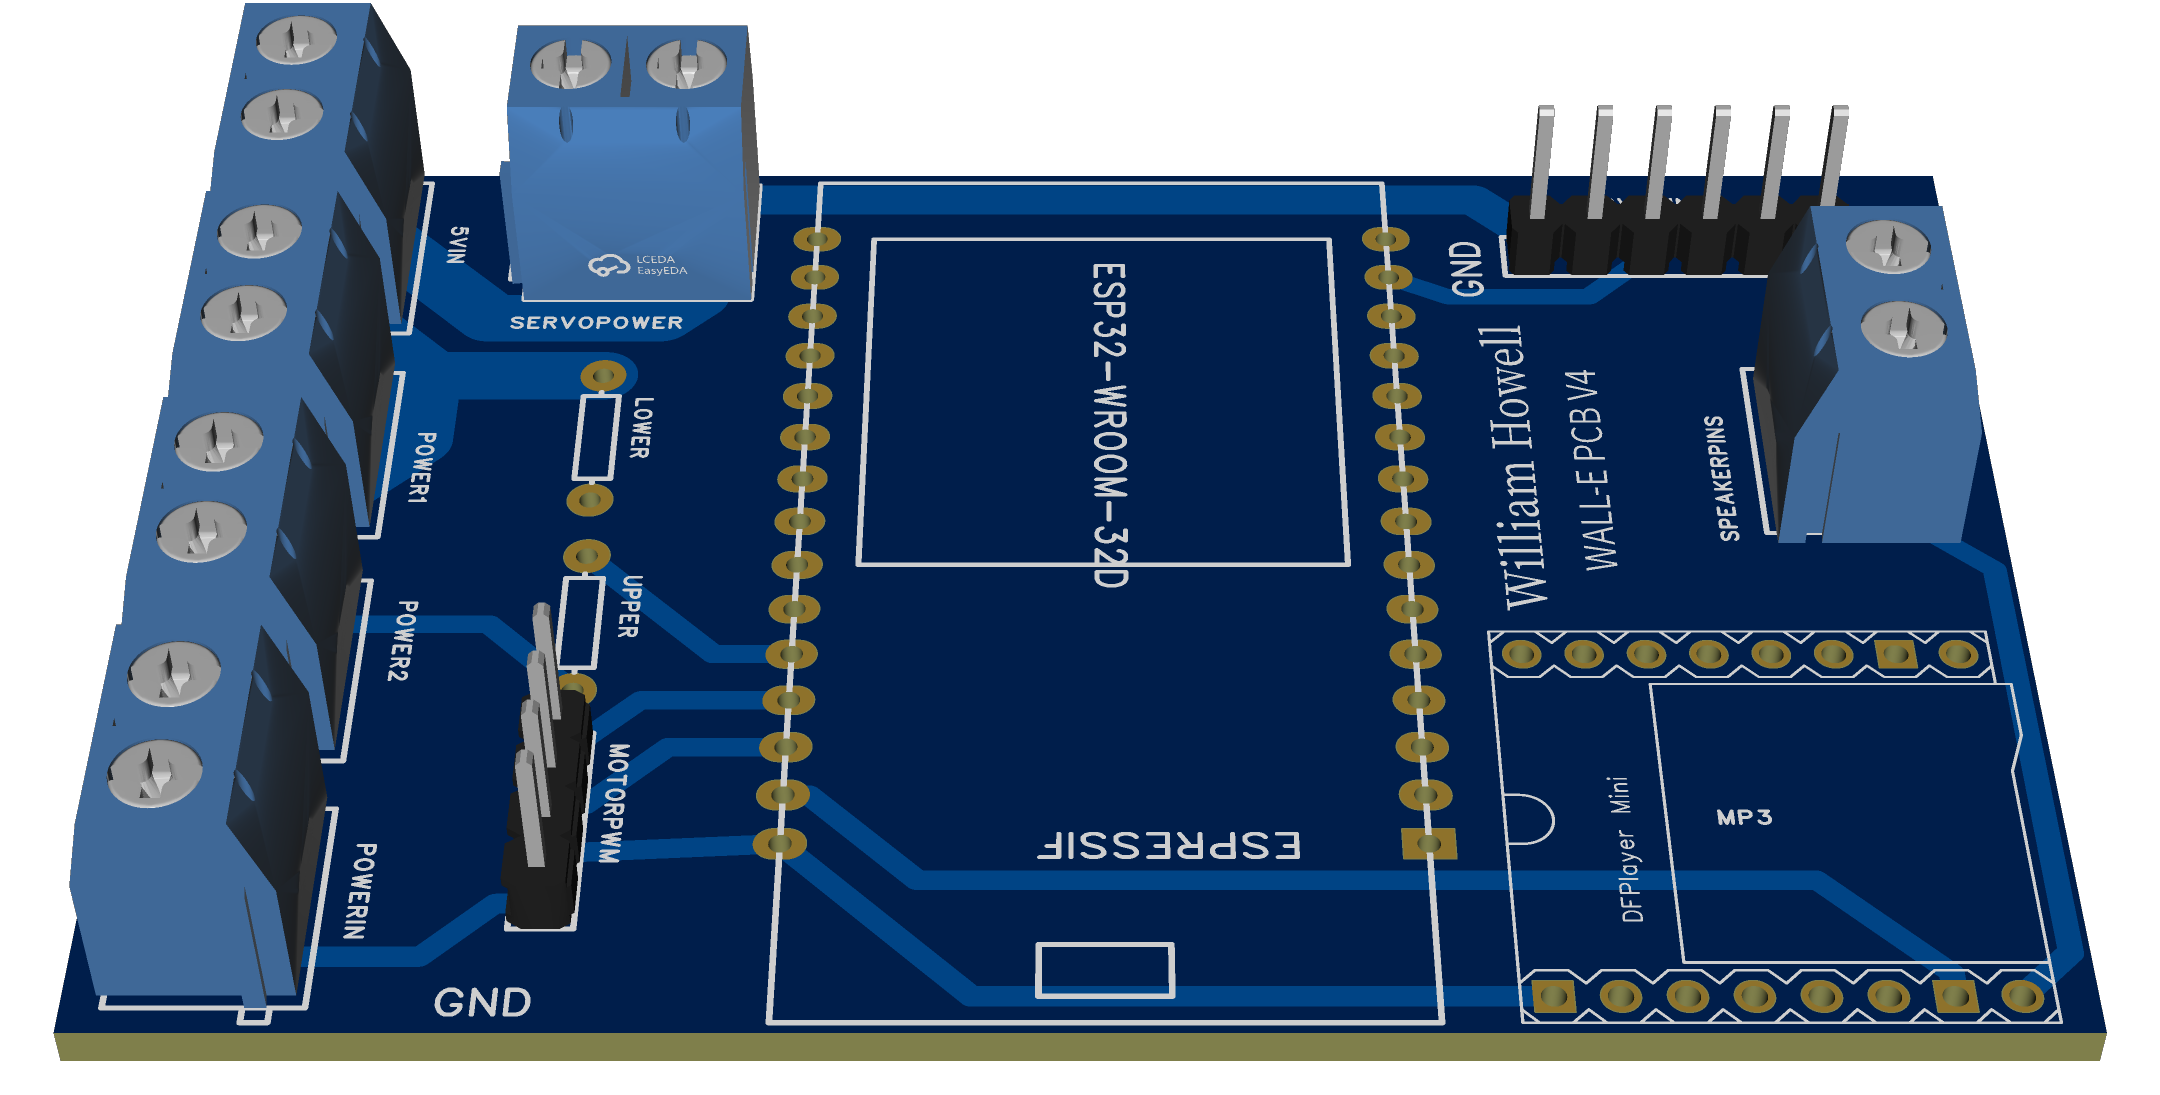 LCEDA
EasyEDA
5VIN
SERVOPOWER
GND
ESP32-WROOM-32D
William Howell
WALL-E PCB V4
LOWER
POWER1
SPEAKERPINS
UPPER
POWER2
MOTORPWM
DFPlayer Mini
MP3
ESPRESSIF
POWERIN
GND